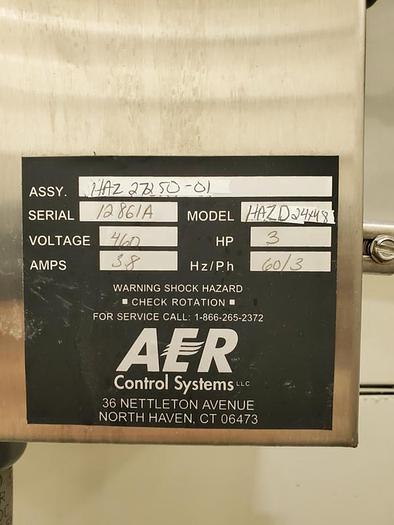 ASSY. HAZ 27250-01
SERIAL 12861A MODEL HAZD24x48
VOLTAGE 460 HP 3
AMPS 3.8 Hz/Ph 60/3
WARNING SHOCK HAZARD
■ CHECK ROTATION ■
FOR SERVICE CALL: 1-866-265-2372
AER
Control Systems LLC
36 NETTLETON AVENUE
NORTH HAVEN, CT 06473